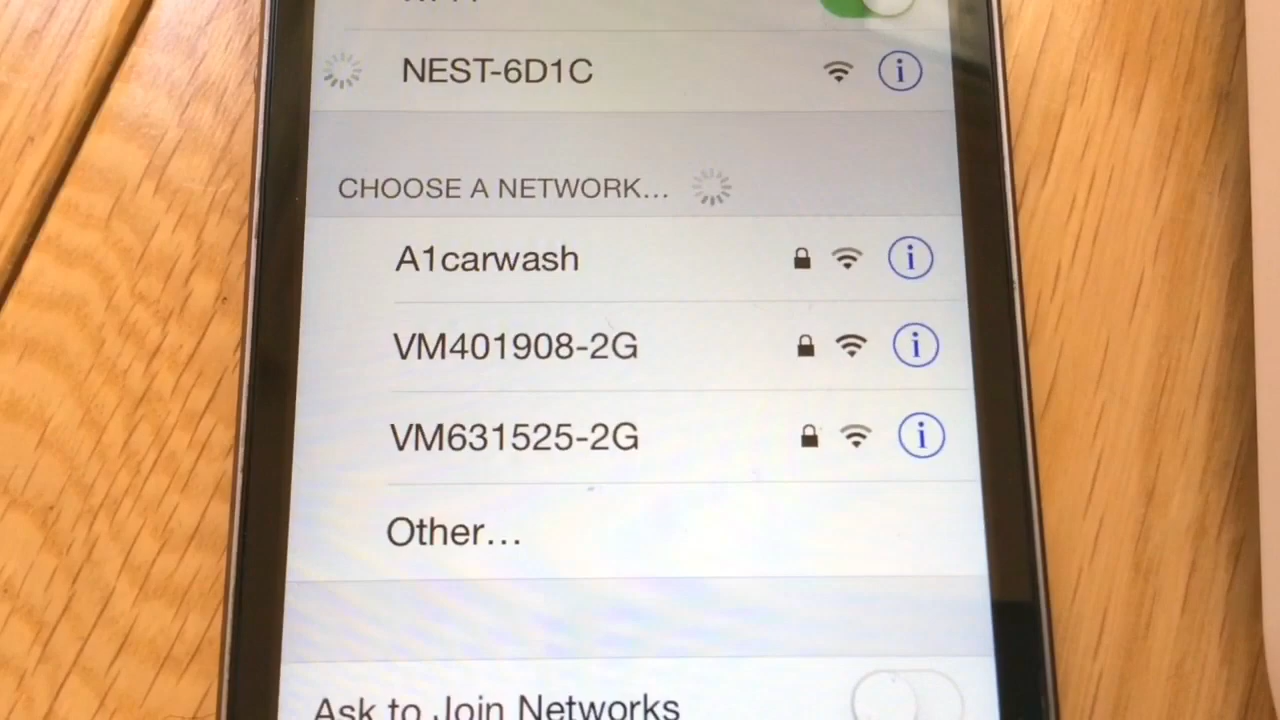 NEST-6D1C
CHOOSE A NETWORK...
A1carwash
VM401908-2G
VM631525-2G
Other...
Ask to Join Networks